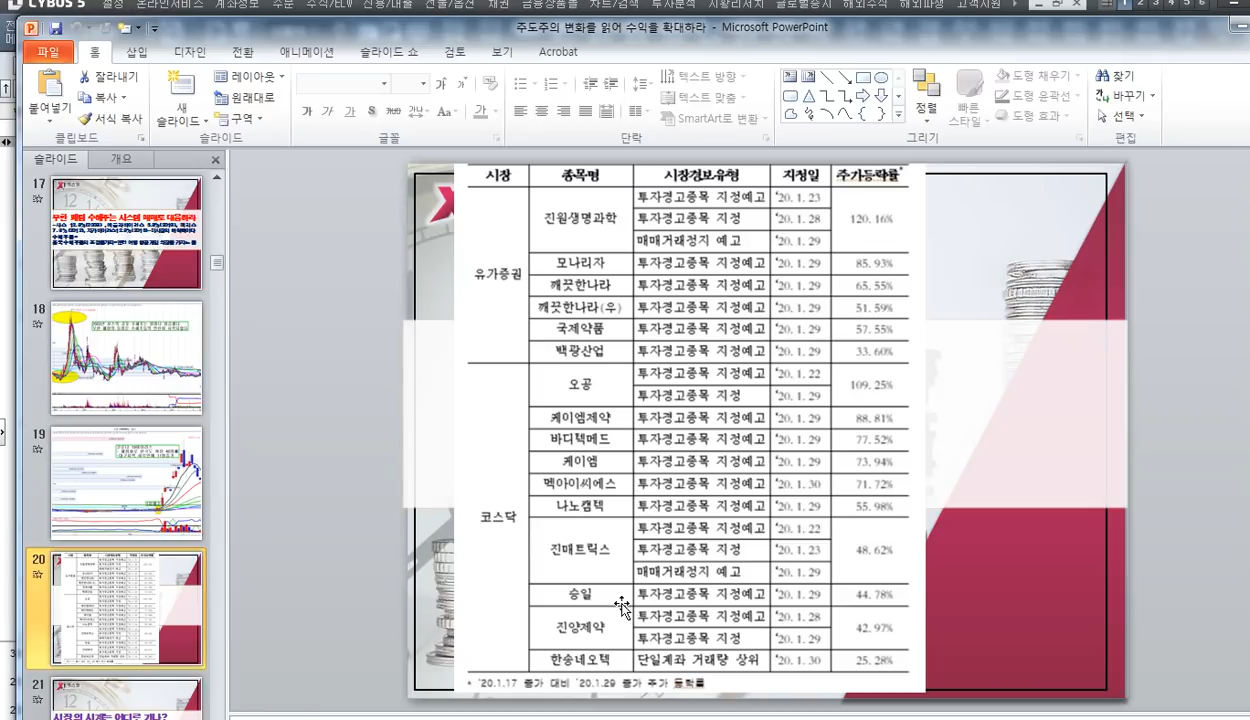 CYBOS 5
주도주의 변화를 읽어 수익을 확대하라 - Microsoft PowerPoint
파일 홈 삽입 디자인 전환 애니메이션 슬라이드 쇼 검토 보기 Acrobat
붙여넣기 잘라내기 복사 서식 복사
클립보드
새 슬라이드 레이아웃 원래대로 구역
슬라이드
가 가 가 S 가 Aa 가
글꼴
텍스트 방향 텍스트 맞춤 SmartArt로 변환
단락
정렬 빠른 스타일 도형 채우기 도형 윤곽선 도형 효과
그리기
찾기 바꾸기 선택
편집
슬라이드 개요
17
18
19
20
21
시장의 시계는 어디로 가나?
시장 종목명 시장경보유형 지정일 주가등락률*
유가증권 진원생명과학 투자경고종목 지정예고 '20. 1. 23 120. 16%
투자경고종목 지정 '20. 1. 28
매매거래정지 예고 '20. 1. 29
모나리자 투자경고종목 지정예고 '20. 1. 29 85. 93%
깨끗한나라 투자경고종목 지정예고 '20. 1. 29 65. 55%
깨끗한나라(우) 투자경고종목 지정예고 '20. 1. 29 51. 59%
국제약품 투자경고종목 지정예고 '20. 1. 29 57. 55%
백광산업 투자경고종목 지정예고 '20. 1. 29 33. 60%
코스닥 오공 투자경고종목 지정예고 '20. 1. 22 109. 25%
투자경고종목 지정 '20. 1. 29
케이엠제약 투자경고종목 지정예고 '20. 1. 29 88. 81%
바디텍메드 투자경고종목 지정예고 '20. 1. 29 77. 52%
케이엠 투자경고종목 지정예고 '20. 1. 29 73. 94%
멕아이씨에스 투자경고종목 지정예고 '20. 1. 30 71. 72%
나노캠텍 투자경고종목 지정예고 '20. 1. 29 55. 98%
진매트릭스 투자경고종목 지정예고 '20. 1. 22 48. 62%
투자경고종목 지정 '20. 1. 23
매매거래정지 예고 '20. 1. 29
승일 투자경고종목 지정예고 '20. 1. 29 44. 78%
진양제약 투자경고종목 지정예고 '20. 1. 28 42. 97%
투자경고종목 지정 '20. 1. 29
한송네오텍 단일계좌 거래량 상위 '20. 1. 30 25. 28%
* '20.1.17 종가 대비 '20.1.29 종가 주가 등락률